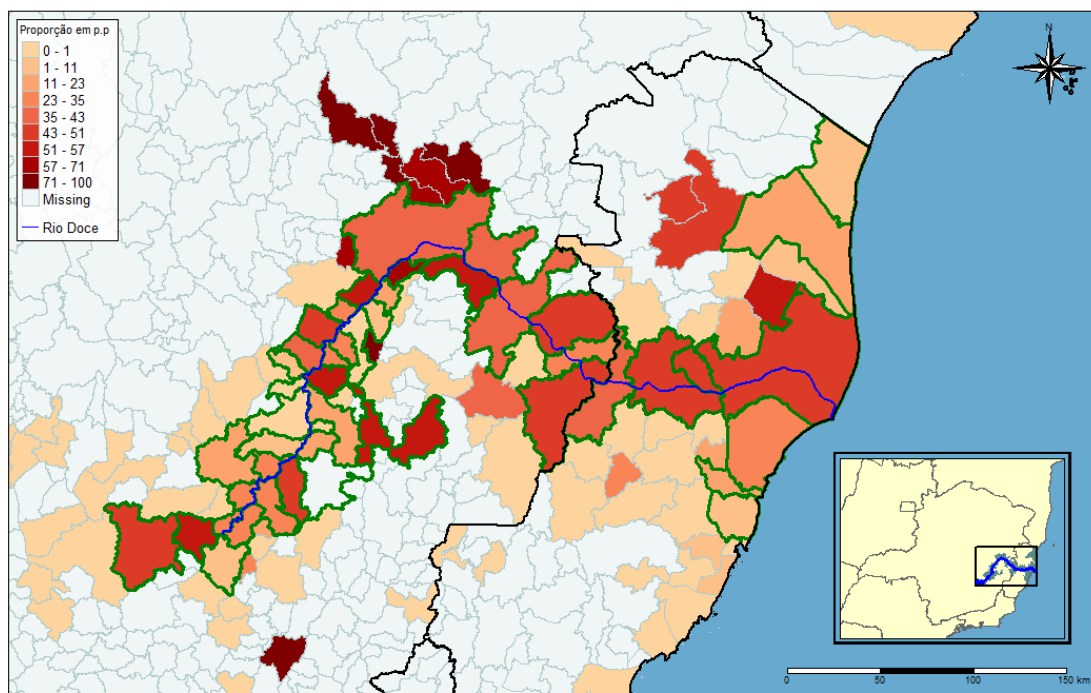 Proporção em p.p
0 - 1
1 - 11
11 - 23
23 - 35
35 - 43
43 - 51
51 - 57
57 - 71
71 - 100
Missing
Rio Doce
N
0 50 100 150 km